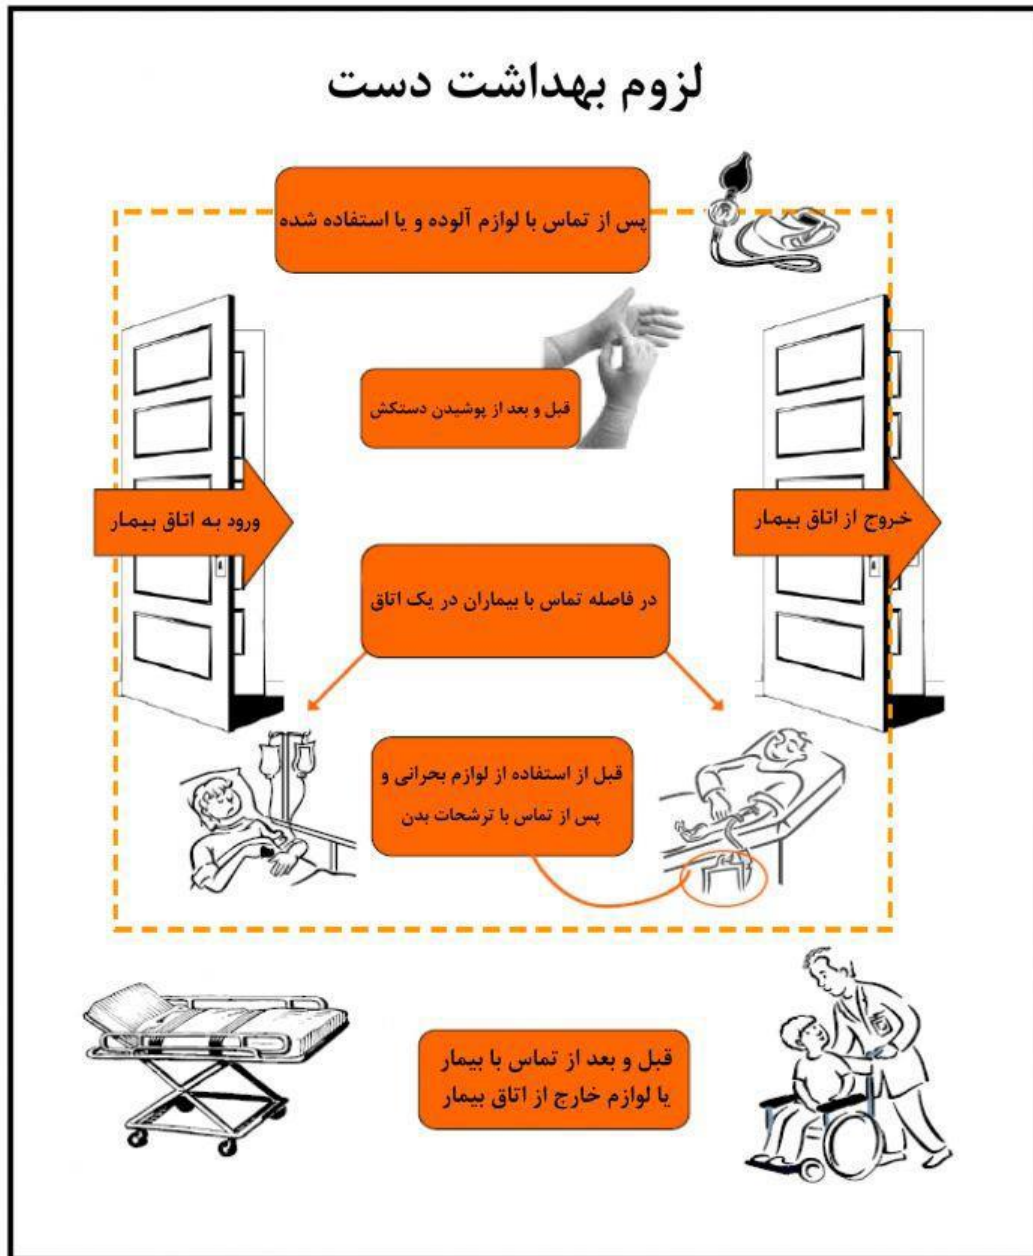 لزوم بهداشت دست
پس از تماس با لوازم آلوده و یا استفاده شده
قبل و بعد از پوشیدن دستکش
خروج از اتاق بیمار
ورود به اتاق بیمار
در فاصله تماس با بیماران در یک اتاق
قبل از استفاده از لوازم بحرانی و
پس از تماس با ترشحات بدن
قبل و بعد از تماس با بیمار
یا لوازم خارج از اتاق بیمار